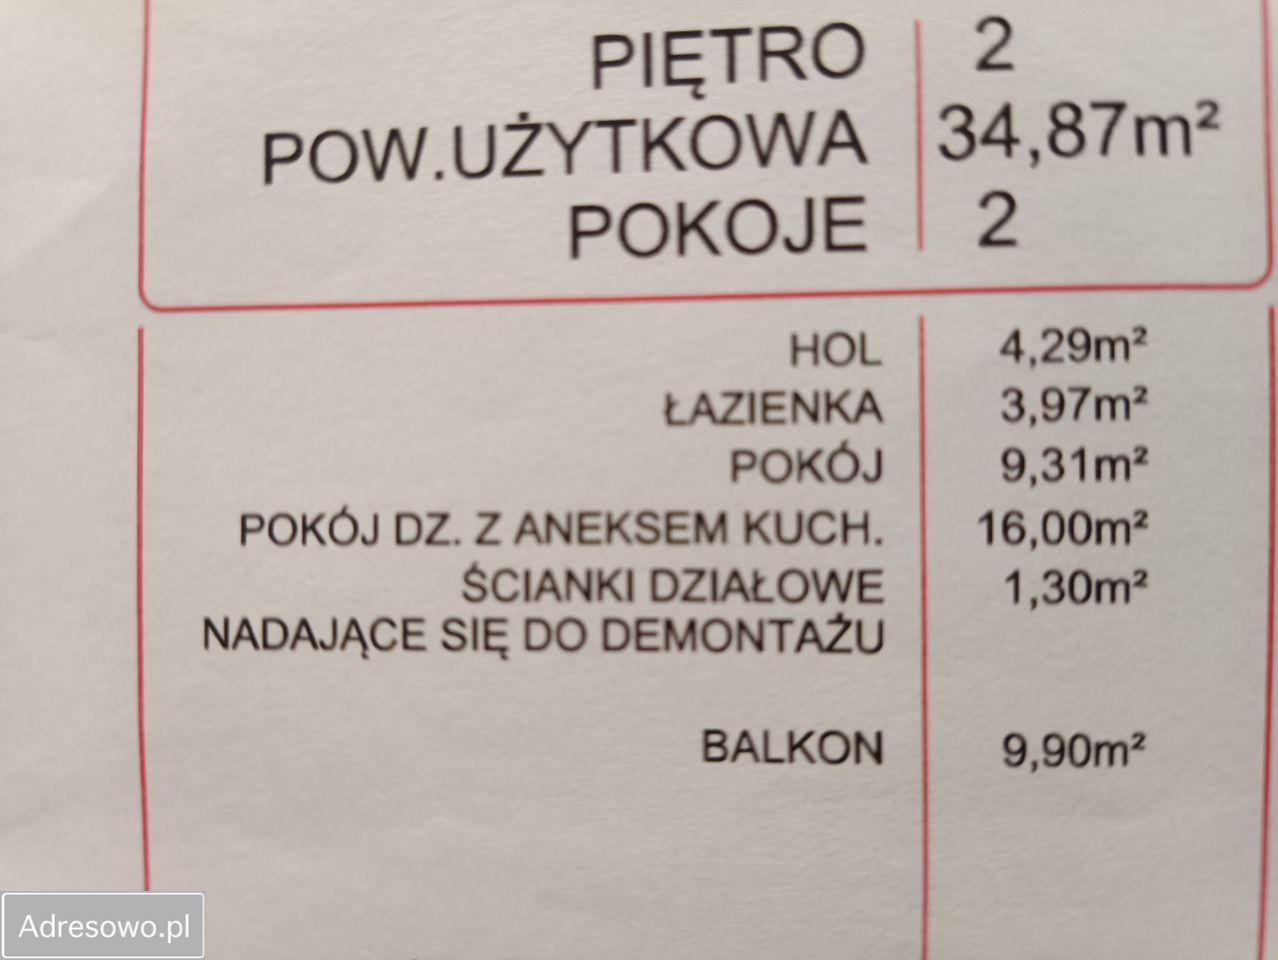 PIĘTRO 2
POW.UŻYTKOWA 34,87m²
POKOJE 2
HOL 4,29m²
ŁAZIENKA 3,97m²
POKÓJ 9,31m²
POKÓJ DZ. Z ANEKSEM KUCH. 16,00m²
ŚCIANKI DZIAŁOWE 1,30m²
NADAJĄCE SIĘ DO DEMONTAŻU
BALKON 9,90m²
Adresowo.pl